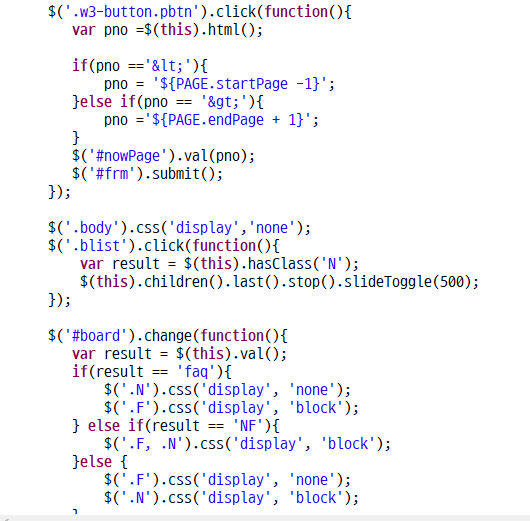 $('.w3-button.pbtn').click(function(){
var pno =$(this).html();
if(pno =='&lt;'){
pno = '${PAGE.startPage -1}';
}else if(pno == '&gt;'){
pno ='${PAGE.endPage + 1}';
}
$('#nowPage').val(pno);
$('#frm').submit();
});
$('.body').css('display','none');
$('.blist').click(function(){
var result = $(this).hasClass('N');
$(this).children().last().stop().slideToggle(500);
});
$('#board').change(function(){
var result = $(this).val();
if(result == 'faq'){
$('.N').css('display', 'none');
$('.F').css('display', 'block');
} else if(result == 'NF'){
$('.F, .N').css('display', 'block');
}else {
$('.F').css('display', 'none');
$('.N').css('display', 'block');
}